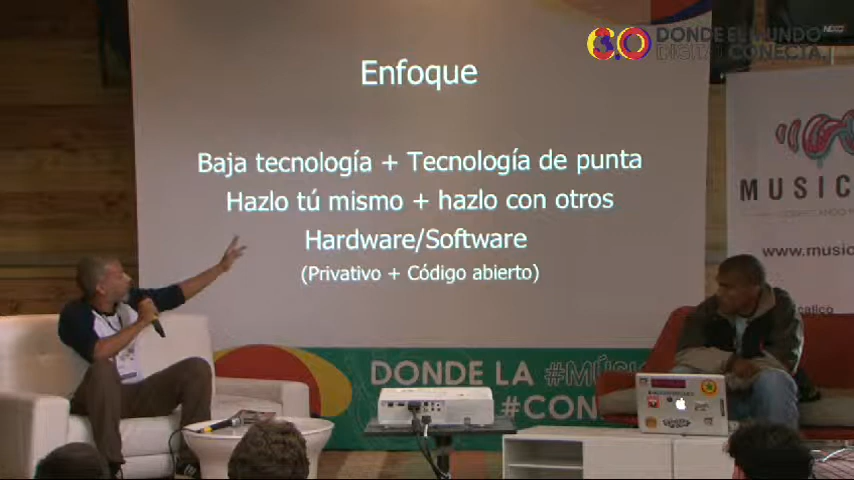 Enfoque
Baja tecnología + Tecnología de punta
Hazlo tú mismo + hazlo con otros
Hardware/Software
(Privativo + Código abierto)
8.0 DONDE EL MUNDO
DIGITAL CONECTA.
MUSIC
www.music
DONDE LA #MÚSI
#CON